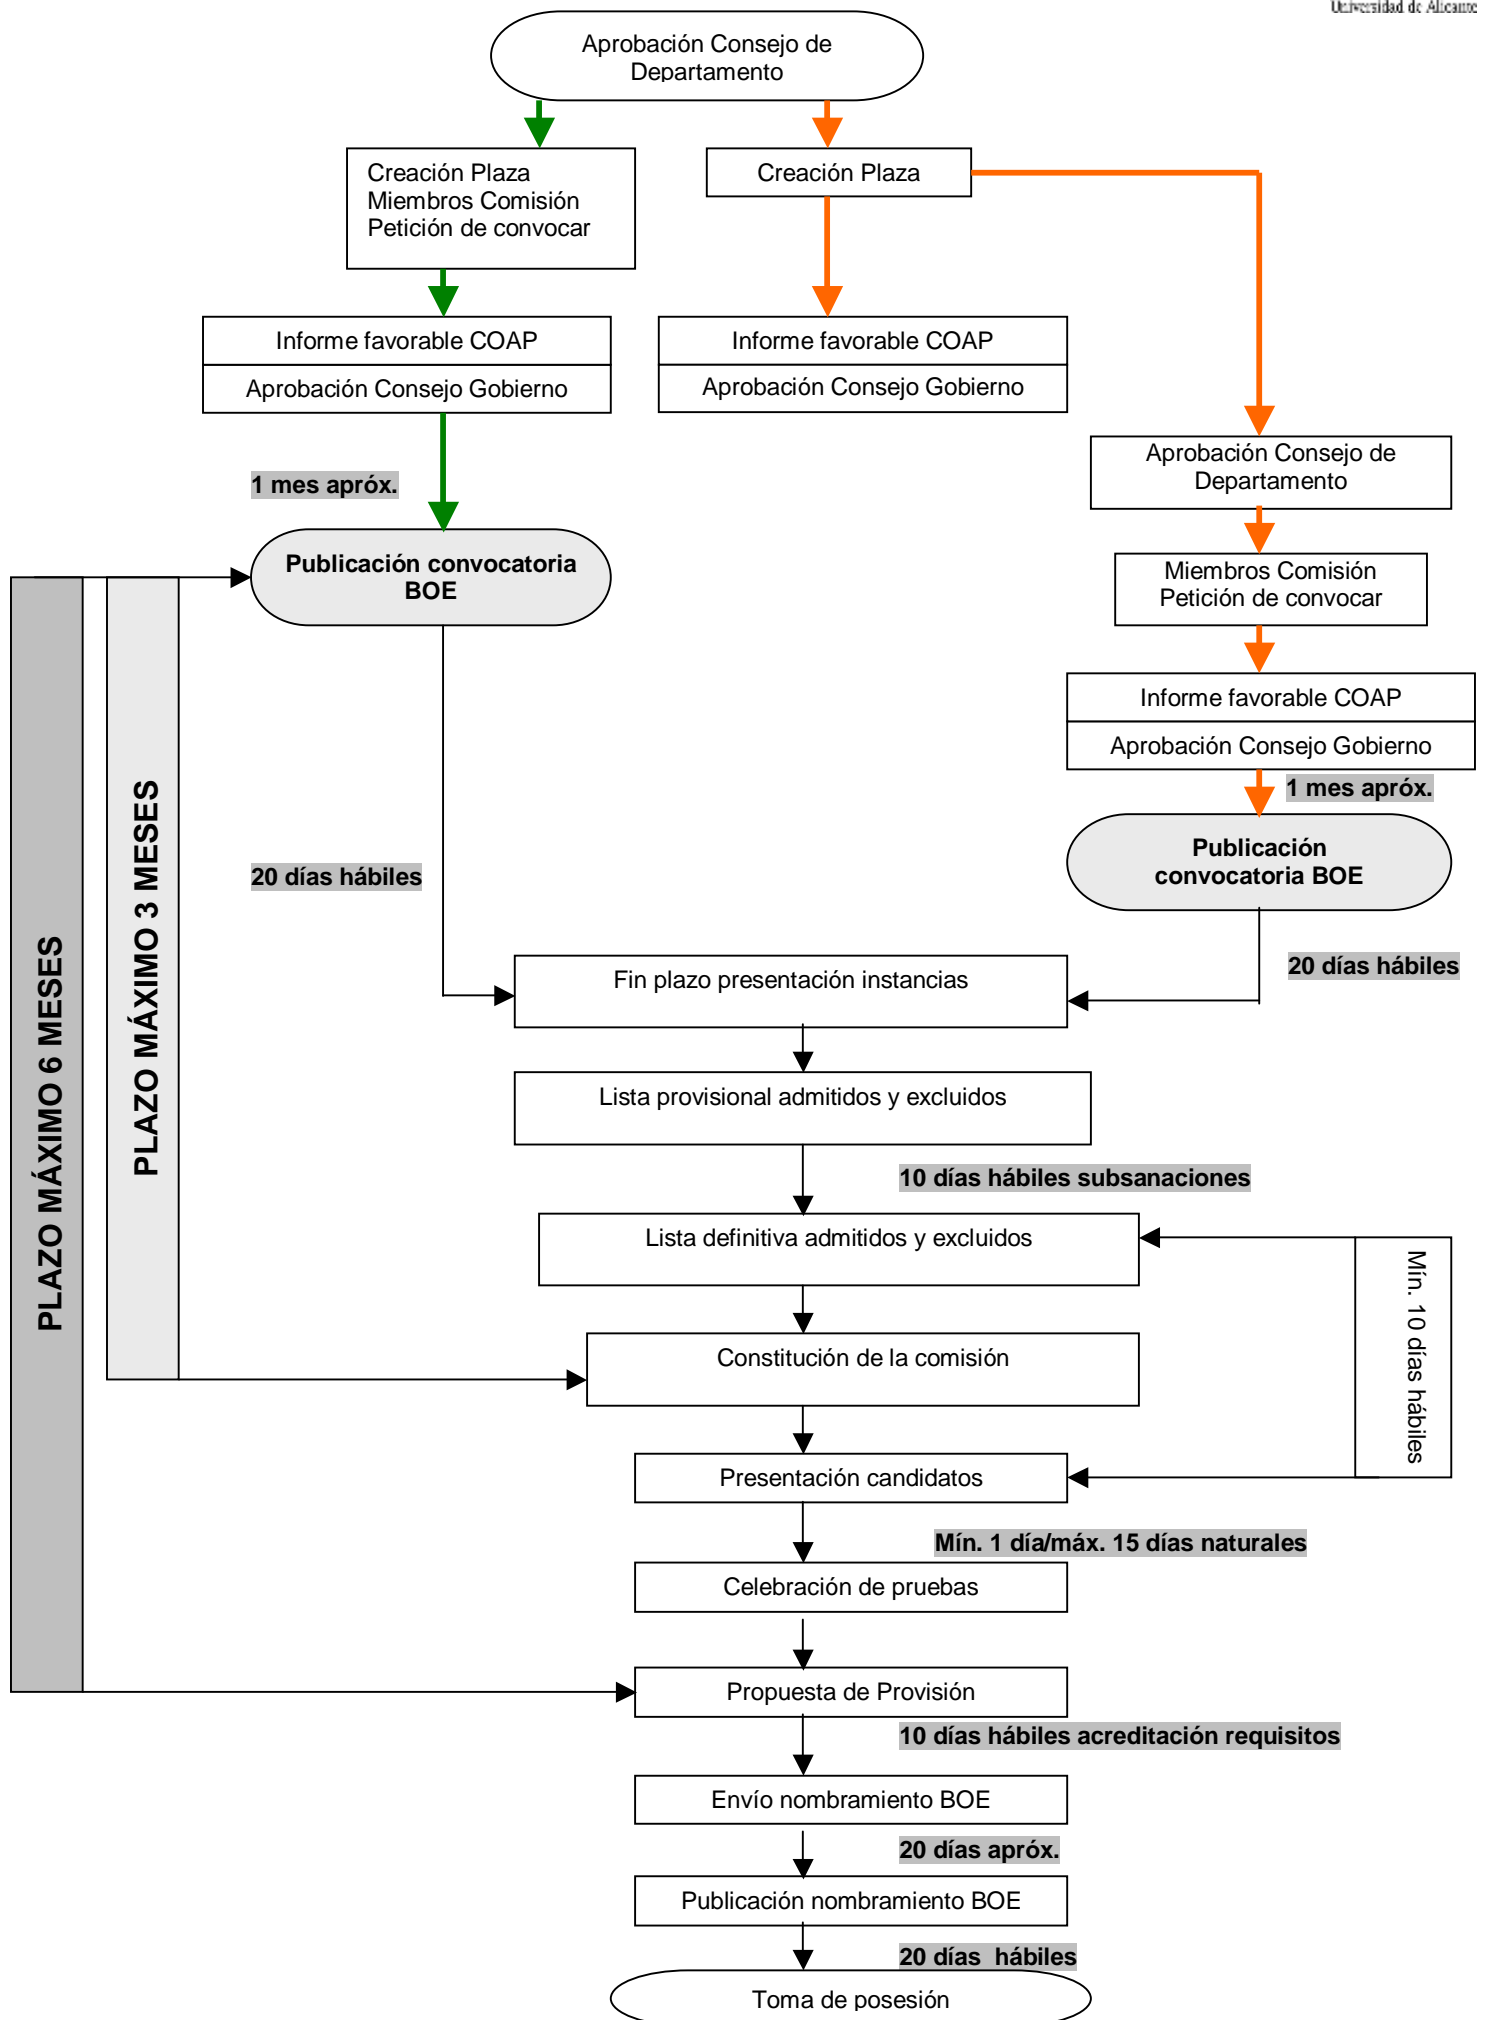 Universidad de Alicante
Aprobación Consejo de
Departamento
Creación Plaza
Miembros Comisión
Petición de convocar
Creación Plaza
Informe favorable COAP
Aprobación Consejo Gobierno
Informe favorable COAP
Aprobación Consejo Gobierno
Aprobación Consejo de
Departamento
1 mes apróx.
Publicación convocatoria
BOE
Miembros Comisión
Petición de convocar
Informe favorable COAP
Aprobación Consejo Gobierno
1 mes apróx.
Publicación
convocatoria BOE
PLAZO MÁXIMO 6 MESES
PLAZO MÁXIMO 3 MESES
20 días hábiles
20 días hábiles
Fin plazo presentación instancias
Lista provisional admitidos y excluidos
10 días hábiles subsanaciones
Lista definitiva admitidos y excluidos
Mín. 10 días hábiles
Constitución de la comisión
Presentación candidatos
Mín. 1 día/máx. 15 días naturales
Celebración de pruebas
Propuesta de Provisión
10 días hábiles acreditación requisitos
Envío nombramiento BOE
20 días apróx.
Publicación nombramiento BOE
20 días  hábiles
Toma de posesión